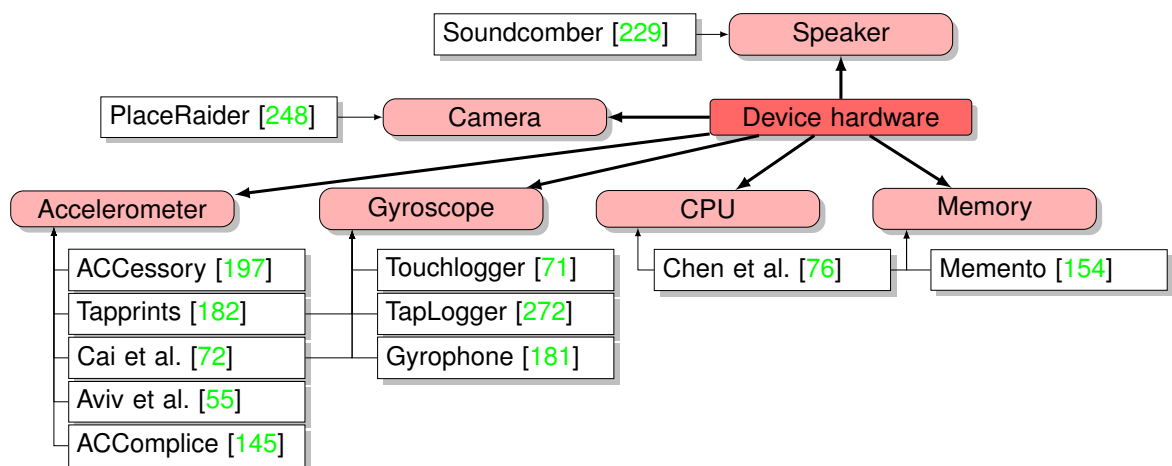 Soundcomber [229]
Speaker
PlaceRaider [248]
Camera
Device hardware
Accelerometer
Gyroscope
CPU
Memory
ACCessory [197]
Touchlogger [71]
Chen et al. [76]
Memento [154]
Tapprints [182]
TapLogger [272]
Cai et al. [72]
Gyrophone [181]
Aviv et al. [55]
ACComplice [145]